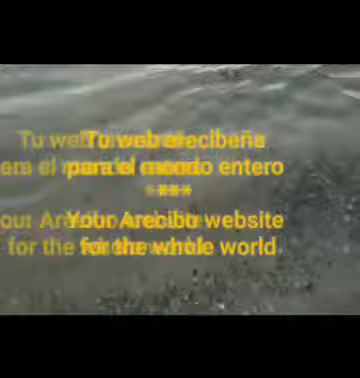 Tu web arecibeña
para el mundo entero
****
Your Arecibo website
for the whole world.